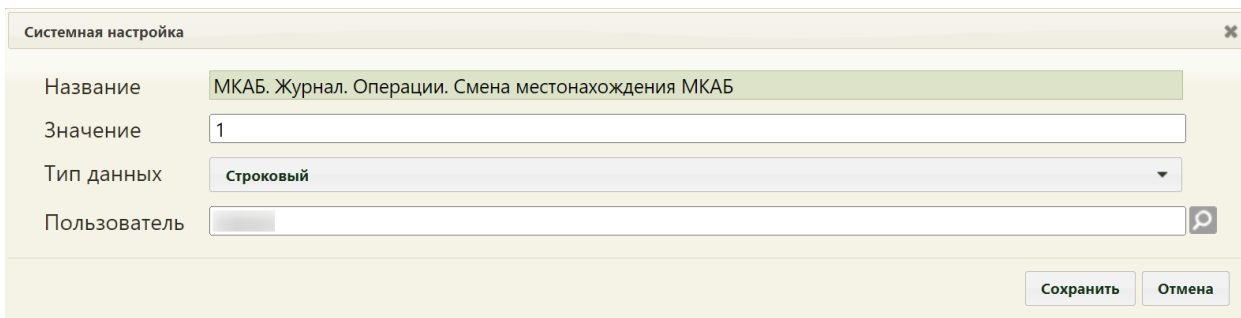 Системная настройка
Название МКАБ. Журнал. Операции. Смена местонахождения МКАБ
Значение 1
Тип данных Строковый
Пользователь
Сохранить Отмена